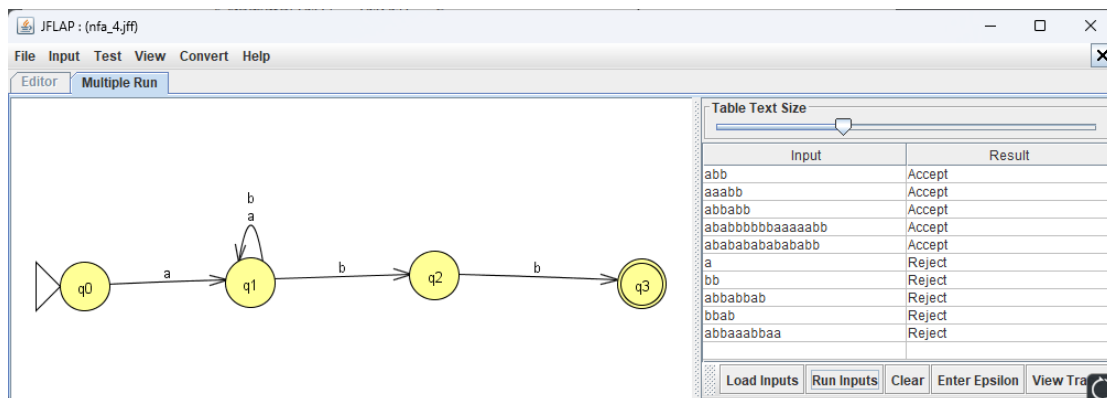 JFLAP : (nfa_4.jff)
File Input Test View Convert Help
Editor Multiple Run
Table Text Size
Input Result
abb Accept
aaabb Accept
abbabb Accept
ababbbbbbaaaaabb Accept
ababababababb Accept
a Reject
bb Reject
abbabbab Reject
bbab Reject
abbaaabbaa Reject
b
a
q0 a q1 b q2 b q3
Load Inputs Run Inputs Clear Enter Epsilon
View